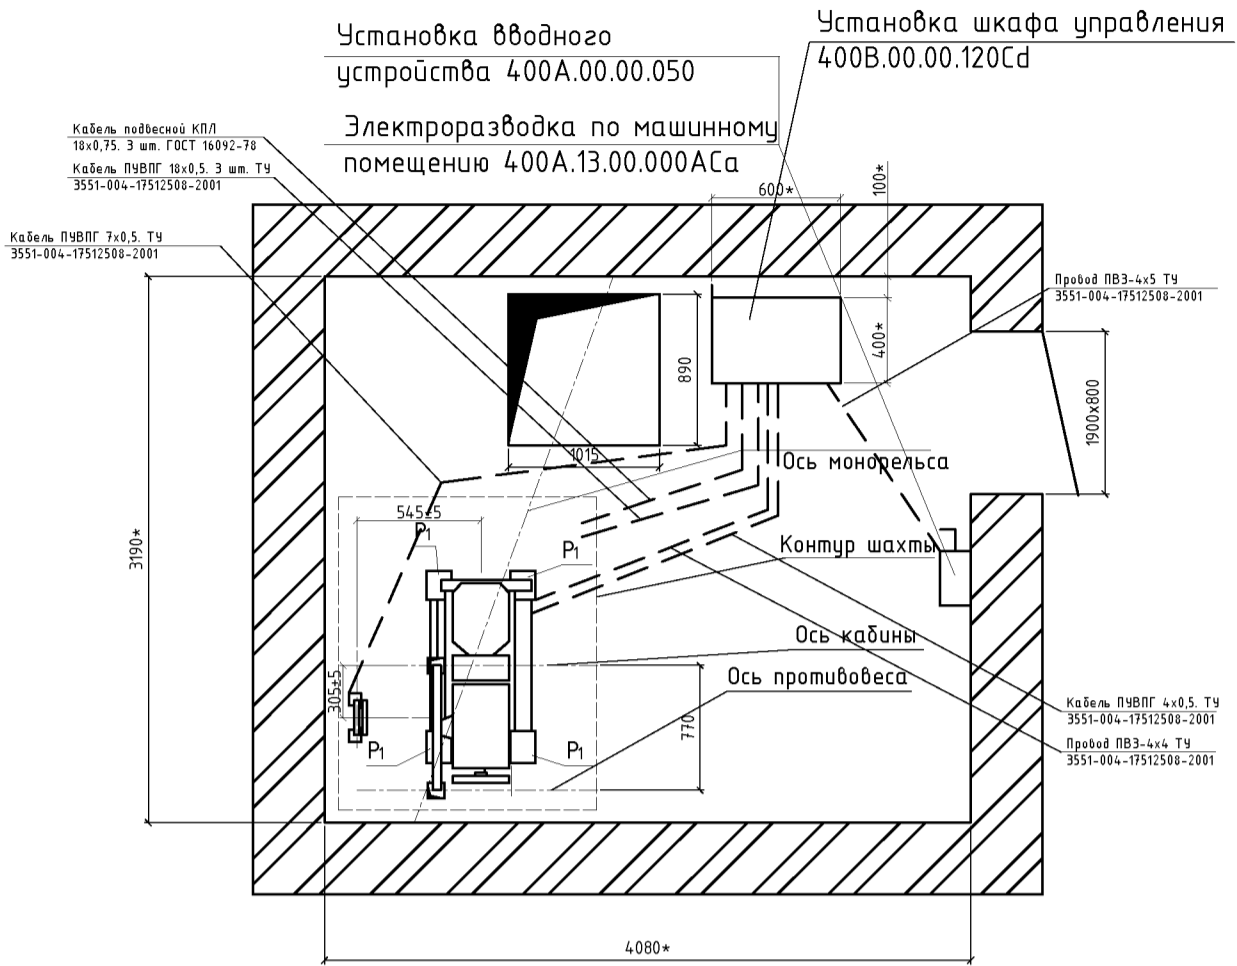 Установка вводного
устройства 400А.00.00.050
Установка шкафа управления
400В.00.00.120Cd
Электроразводка по машинному
помещению 400А.13.00.000АСа
Кабель подвесной КПЛ
18х0,75. 3 шт. ГОСТ 16092-78
Кабель ПУВПГ 18х0,5. 3 шт. ТУ
3551-004-17512508-2001
Кабель ПУВПГ 7х0,5. ТУ
3551-004-17512508-2001
600*
100*
Провод ПВЗ-4х5 ТУ
3551-004-17512508-2001
400*
890
1015
1900х800
Ось монорельса
545±5
P1
P1
Контур шахты
3190*
Ось кабины
Ось противовеса
305±5
770
P1
P1
Кабель ПУВПГ 4х0,5. ТУ
3551-004-17512508-2001
Провод ПВЗ-4х4 ТУ
3551-004-17512508-2001
4080*